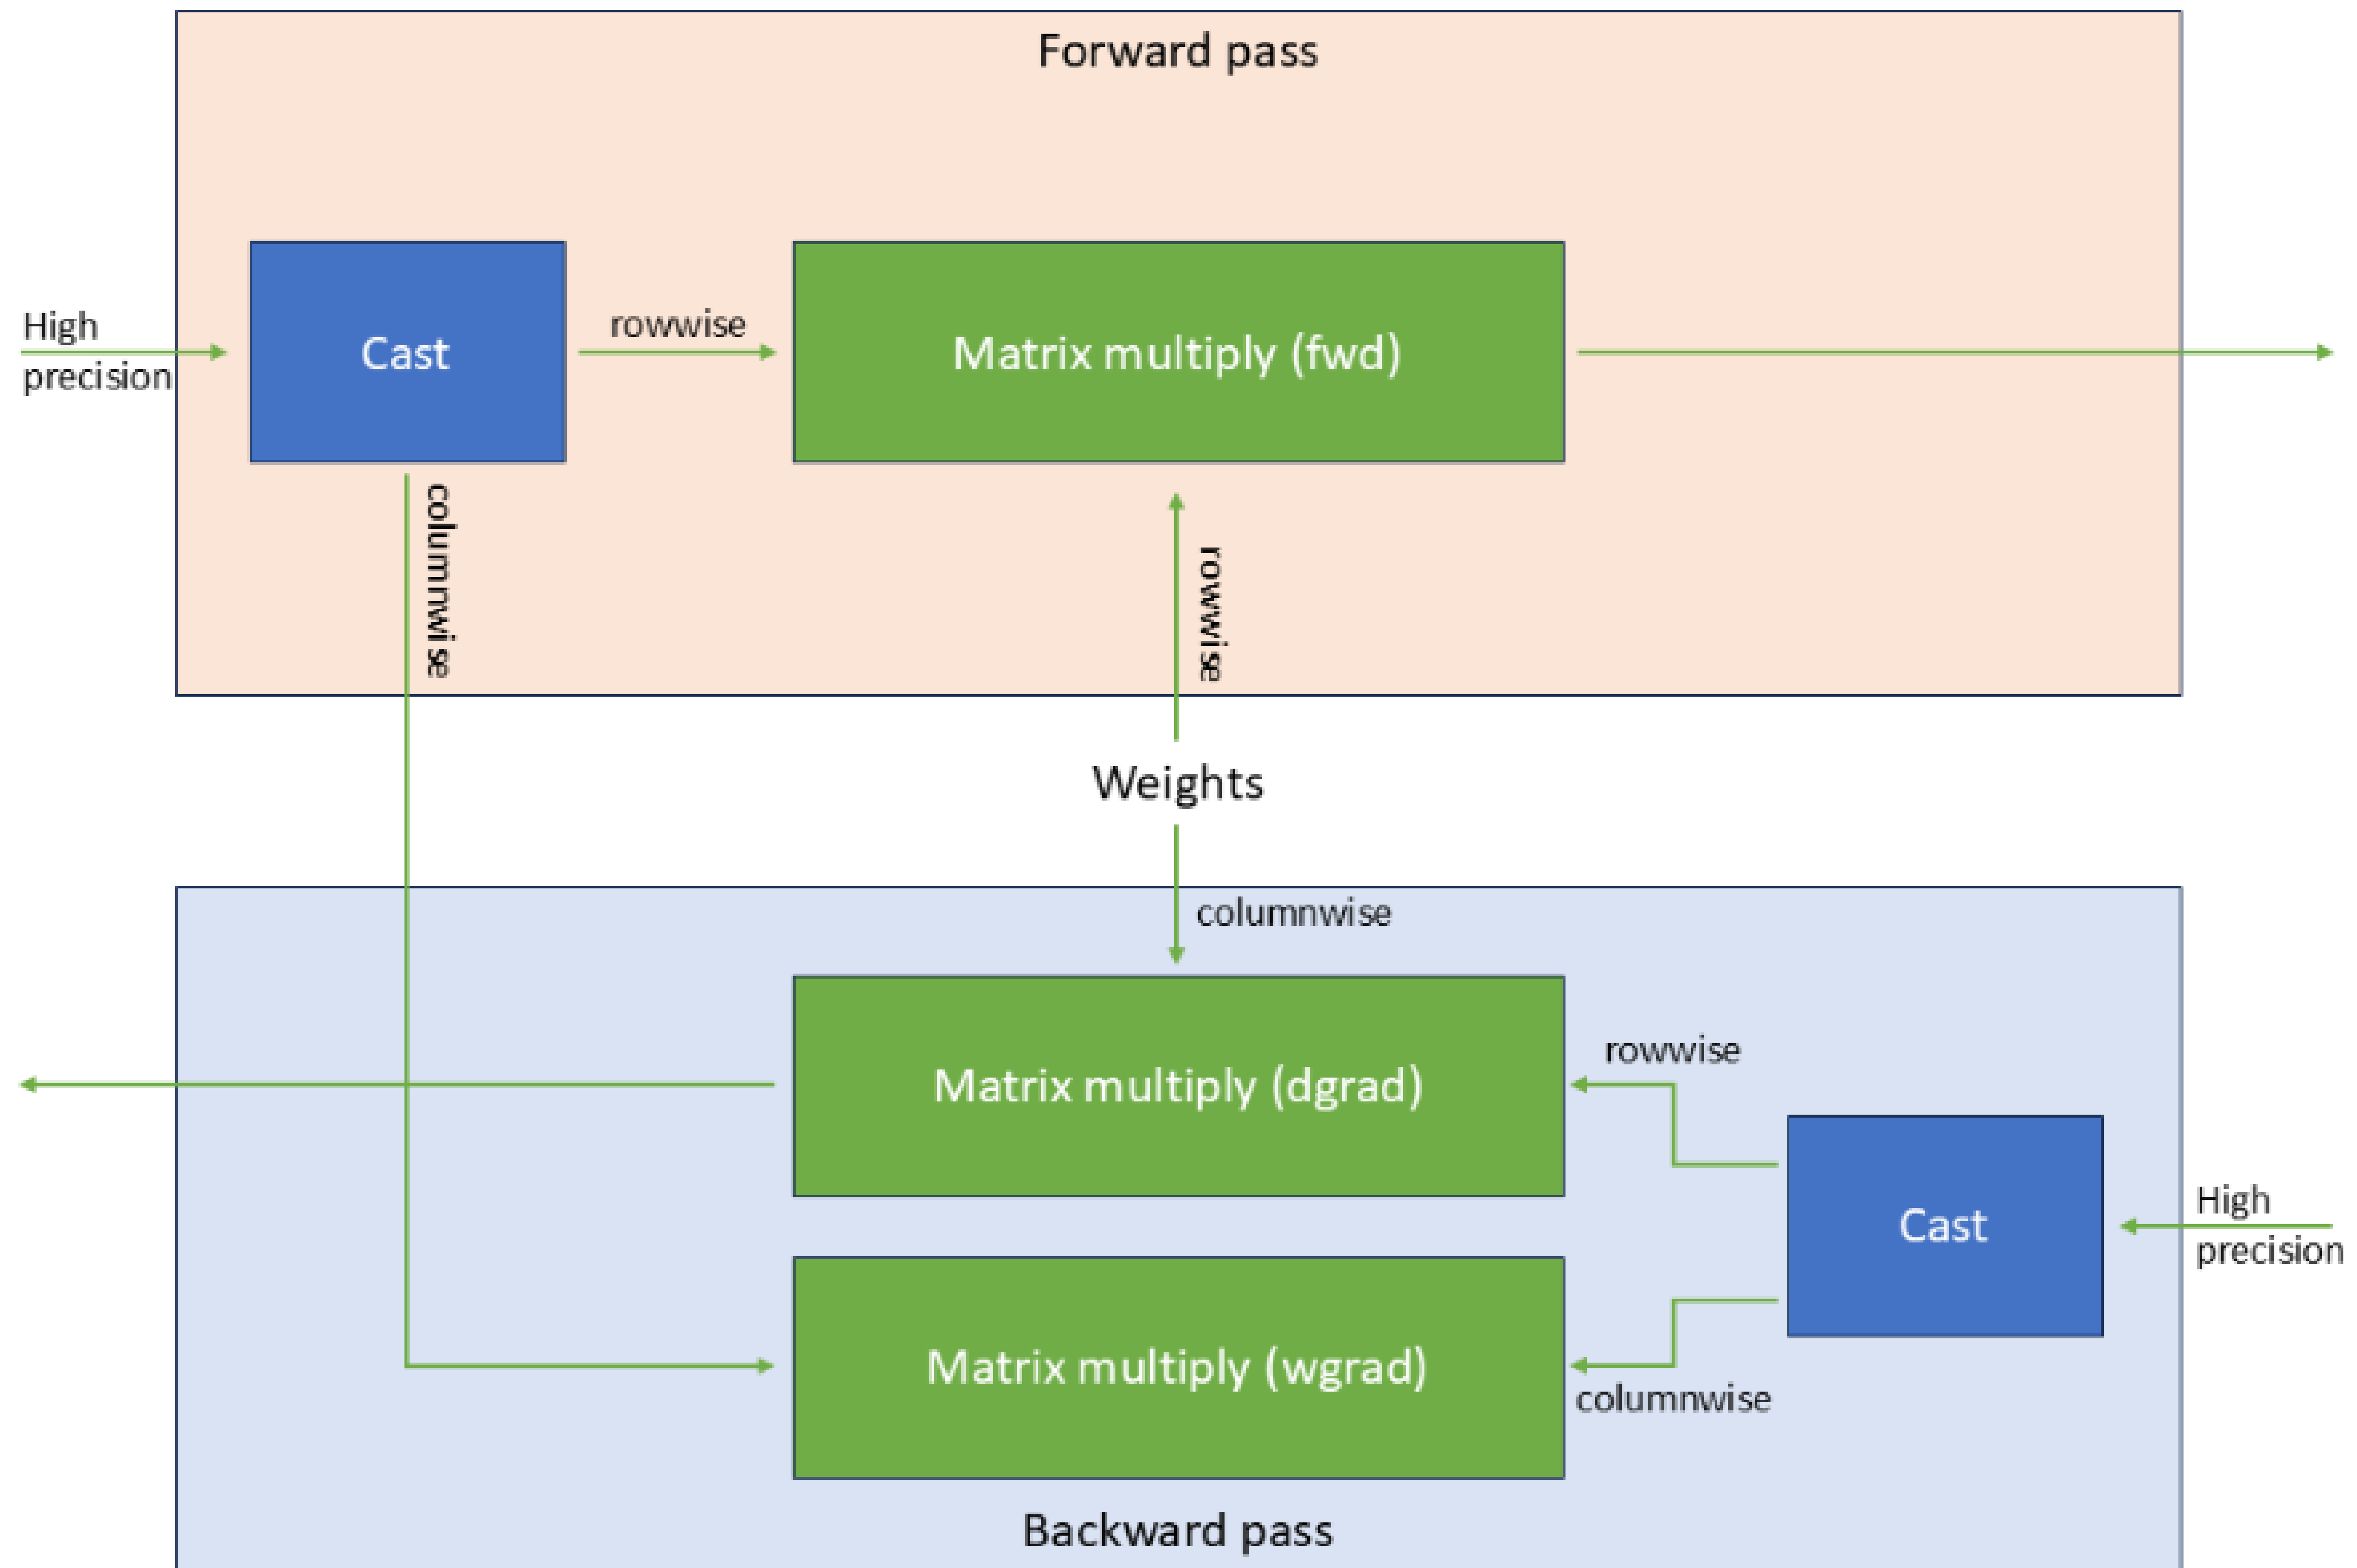 Forward pass
High
precision
Cast
rowwise
Matrix multiply (fwd)
columnwise
rowwise
Weights
columnwise
Matrix multiply (dgrad)
rowwise
Cast
High
precision
Matrix multiply (wgrad)
columnwise
Backward pass